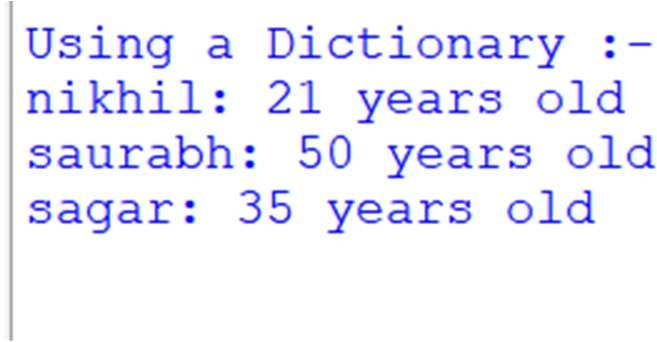 Using a Dictionary :-
nikhil: 21 years old
saurabh: 50 years old
sagar: 35 years old